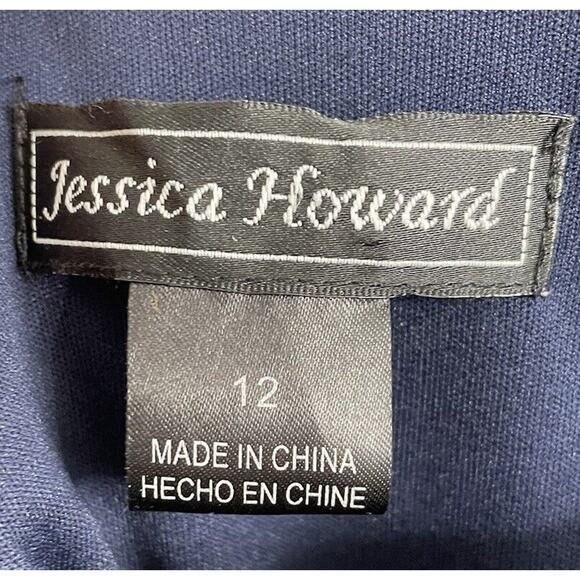 Jessica Howard
12
MADE IN CHINA
HECHO EN CHINE